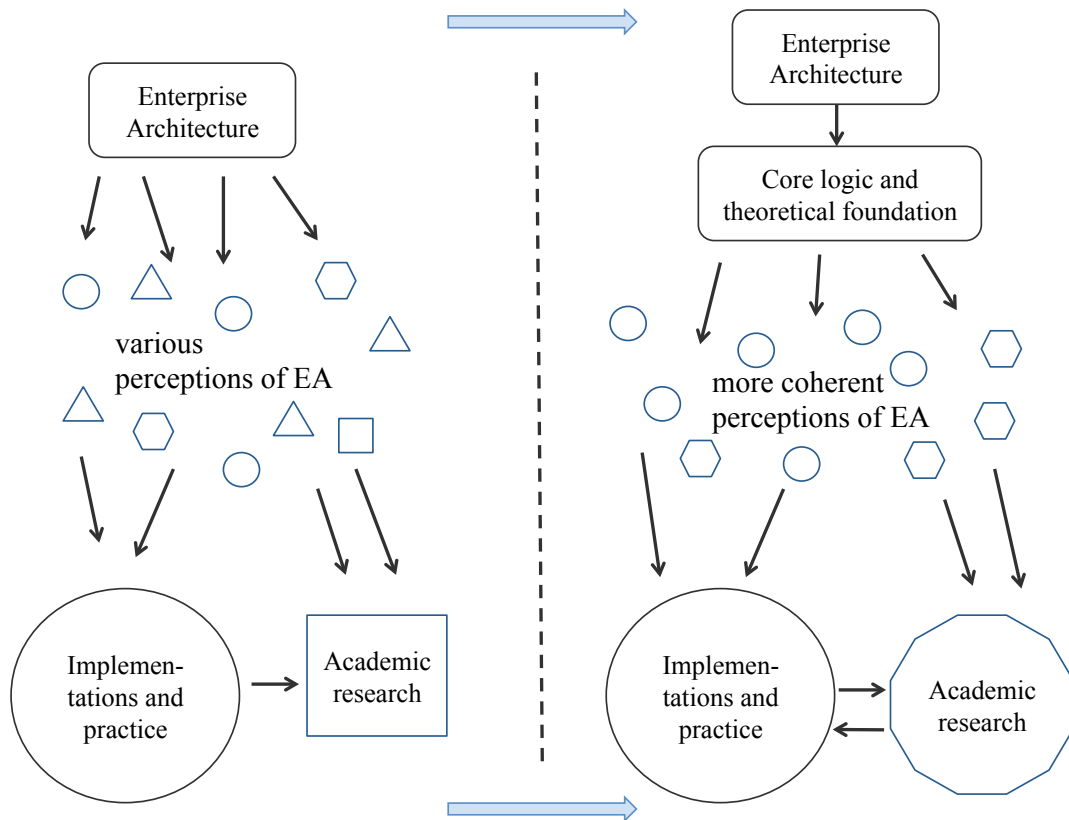 Enterprise
Architecture
various
perceptions of EA
Implemen-
tations and
practice
Academic
research
Enterprise
Architecture
Core logic and
theoretical foundation
more coherent
perceptions of EA
Implemen-
tations and
practice
Academic
research